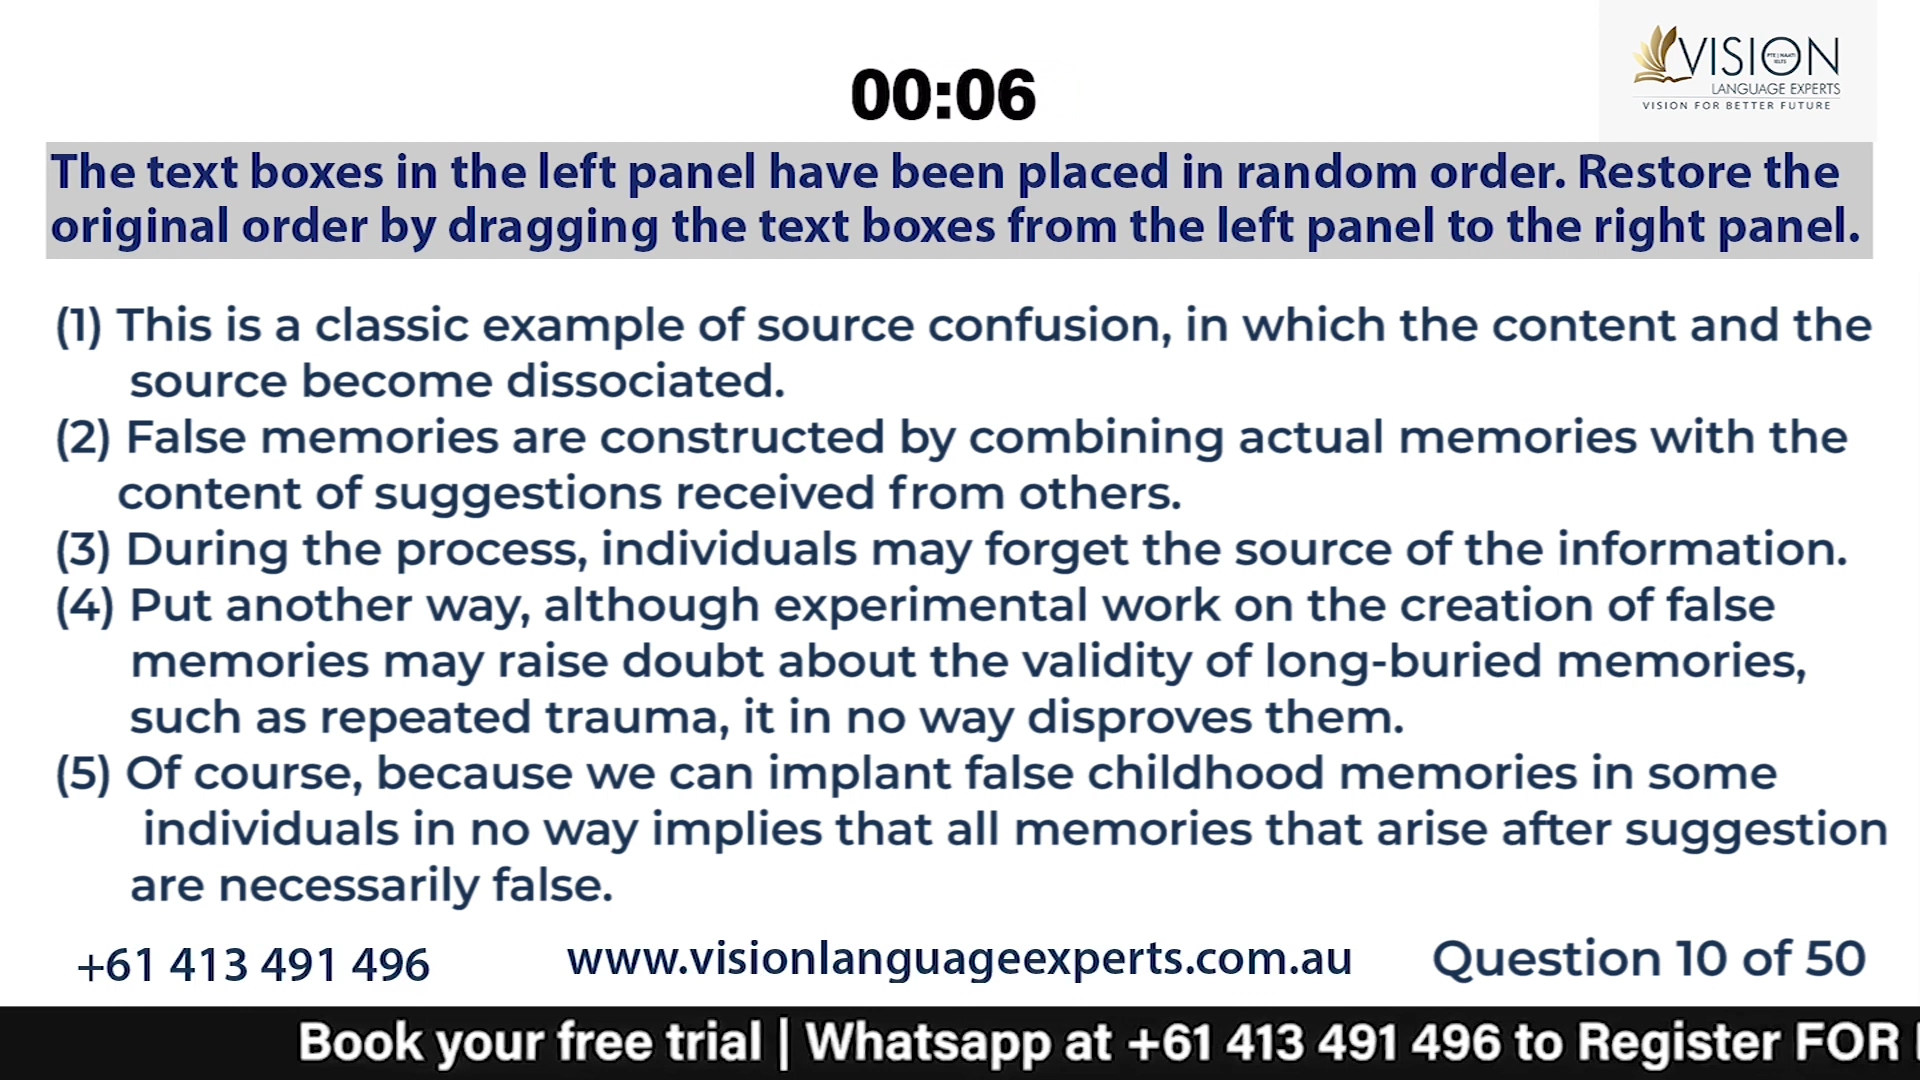 VISION
PTE | NAATI
IELTS
LANGUAGE EXPERTS
VISION FOR BETTER FUTURE
00:06
The text boxes in the left panel have been placed in random order. Restore the
original order by dragging the text boxes from the left panel to the right panel.
(1) This is a classic example of source confusion, in which the content and the
source become dissociated.
(2) False memories are constructed by combining actual memories with the
content of suggestions received from others.
(3) During the process, individuals may forget the source of the information.
(4) Put another way, although experimental work on the creation of false
memories may raise doubt about the validity of long-buried memories,
such as repeated trauma, it in no way disproves them.
(5) Of course, because we can implant false childhood memories in some
individuals in no way implies that all memories that arise after suggestion
are necessarily false.
+61 413 491 496 www.visionlanguageexperts.com.au Question 10 of 50
Book your free trial | Whatsapp at +61 413 491 496 to Register FOR